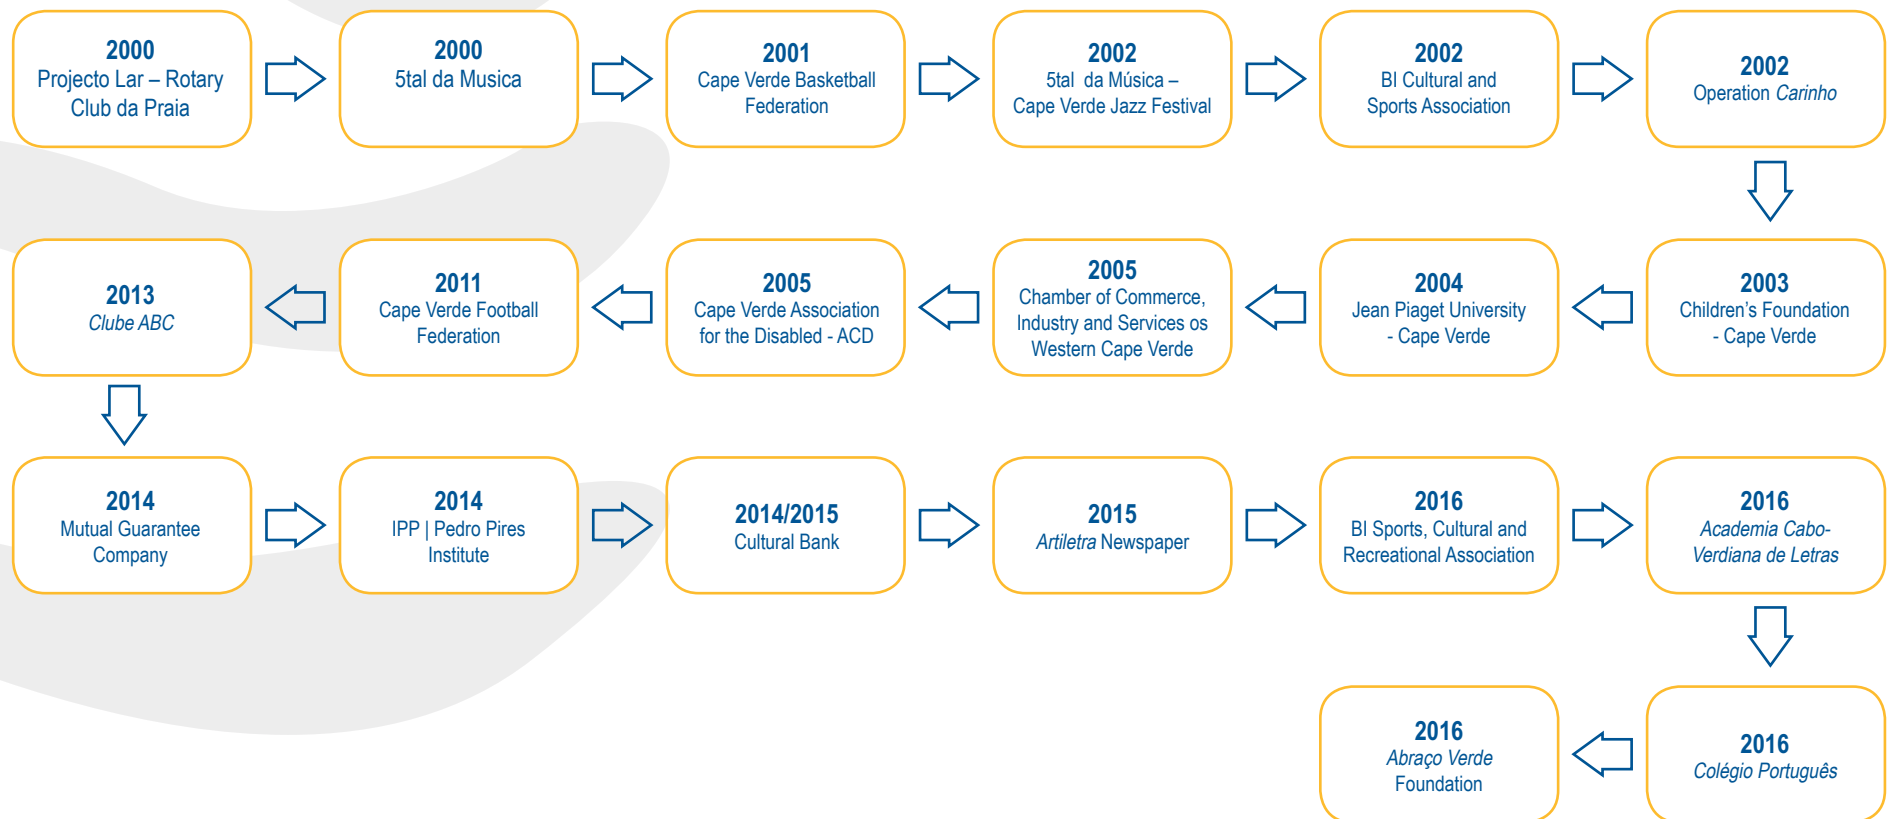 2000
Projecto Lar – Rotary
Club da Praia
2000
5tal da Musica
2001
Cape Verde Basketball
Federation
2002
5tal da Música –
Cape Verde Jazz Festival
2002
BI Cultural and
Sports Association
2002
Operation Carinho
2003
Children's Foundation
- Cape Verde
2004
Jean Piaget University
- Cape Verde
2005
Chamber of Commerce,
Industry and Services os
Western Cape Verde
2005
Cape Verde Association
for the Disabled - ACD
2011
Cape Verde Football
Federation
2013
Clube ABC
2014
Mutual Guarantee
Company
2014
IPP | Pedro Pires
Institute
2014/2015
Cultural Bank
2015
Artiletra Newspaper
2016
BI Sports, Cultural and
Recreational Association
2016
Academia Cabo-
Verdiana de Letras
2016
Colégio Português
2016
Abraço Verde
Foundation